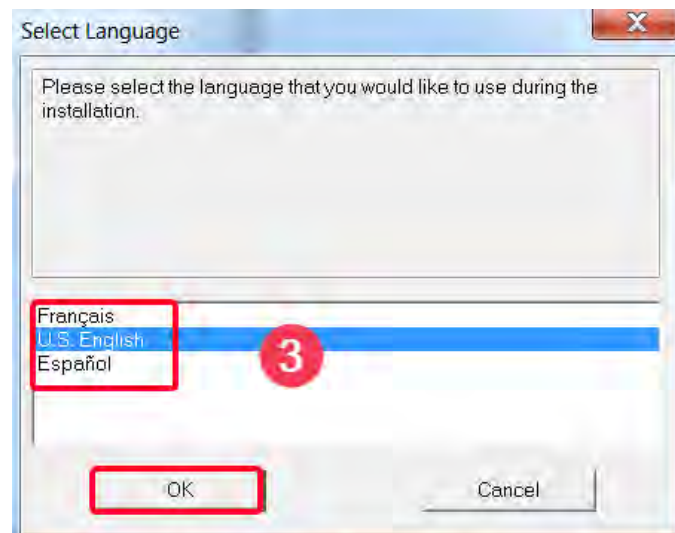 Select Language
Please select the language that you would like to use during the
installation.
Français
U.S. English
Español
3
OK
Cancel